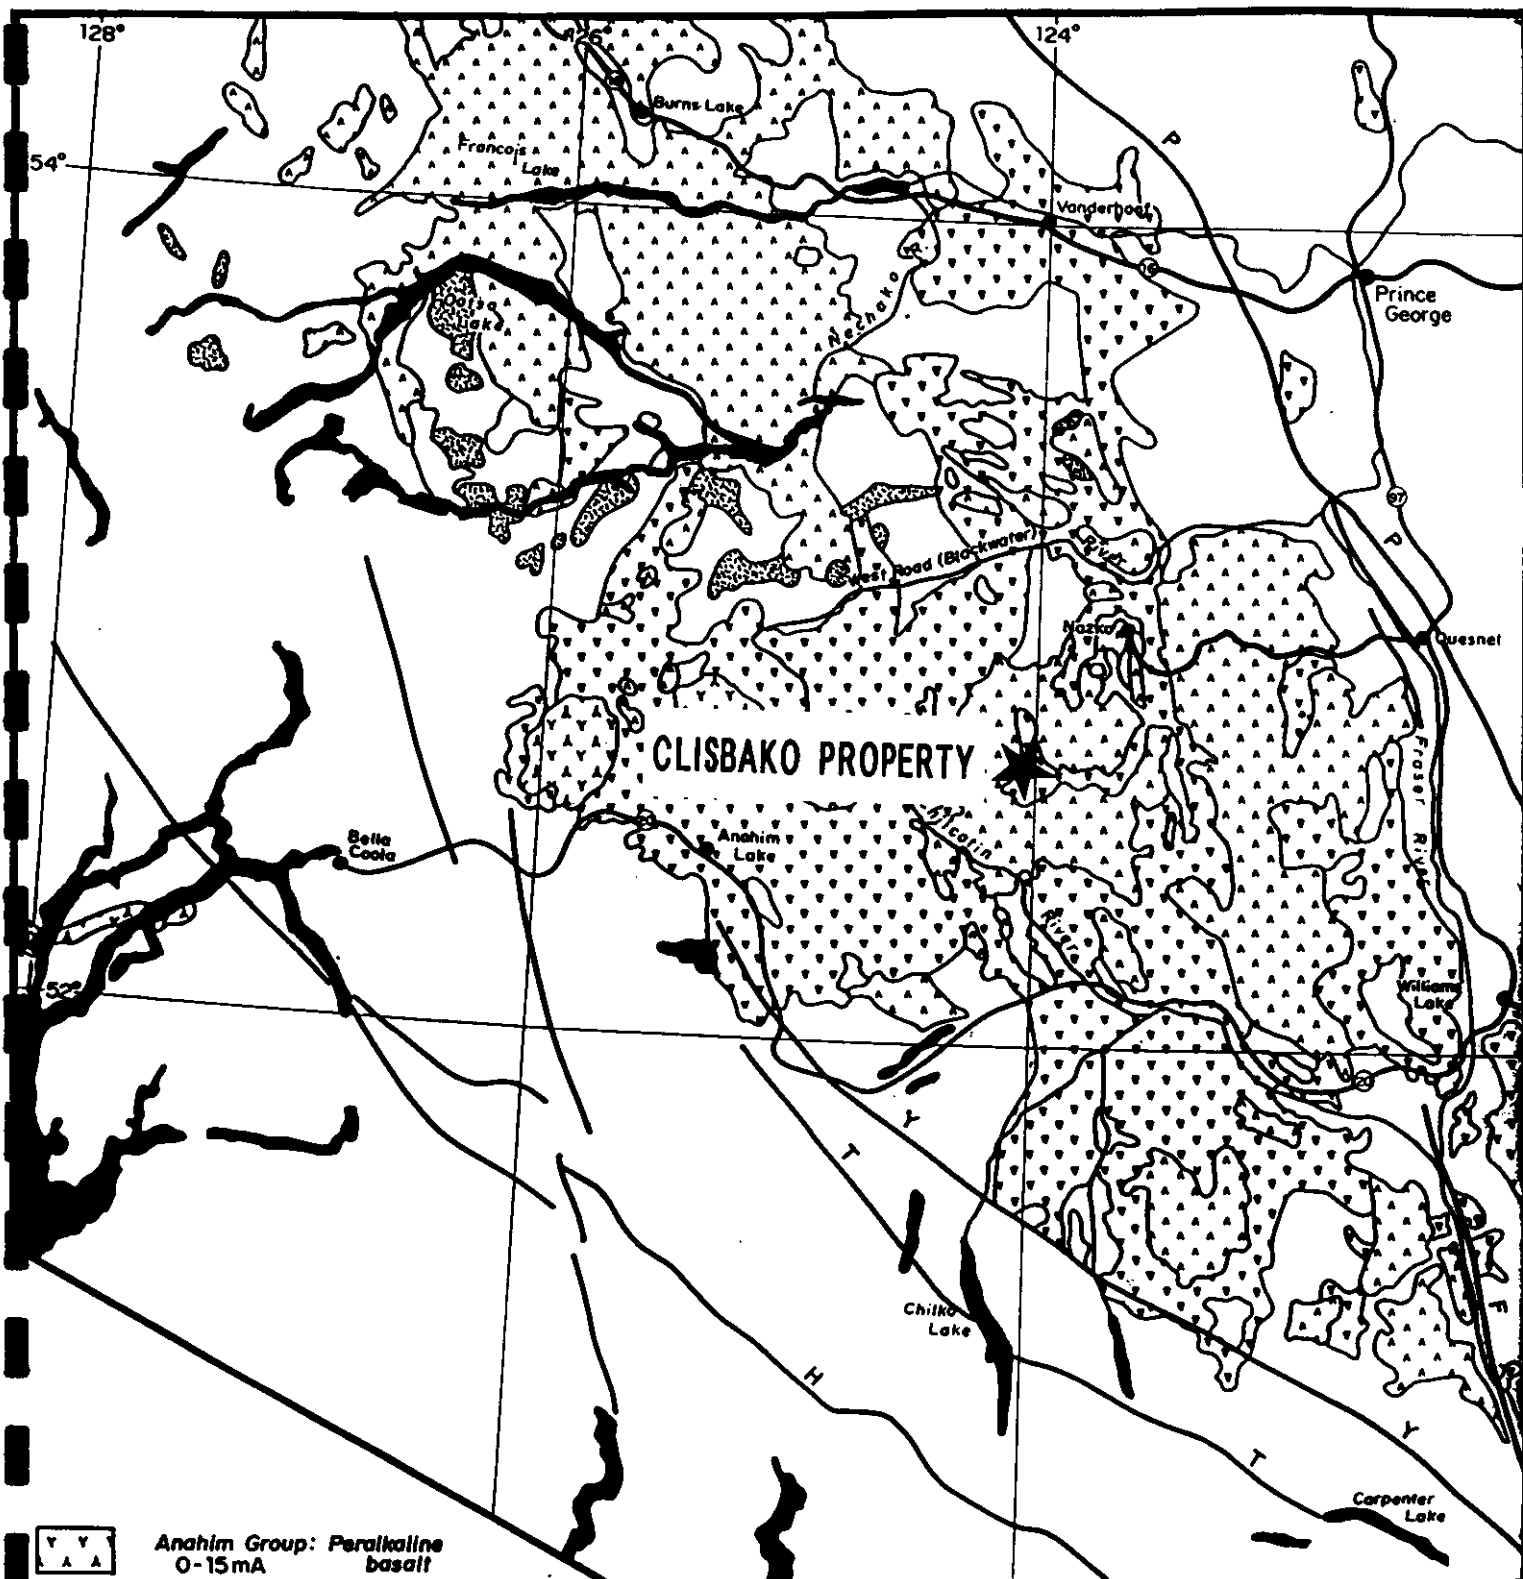 128°
126°
124°
Burns Lake
54°
Francois
Lake
P
Vanderhoof
16
Prince
George
Ootsa
Lake
Nechako R.
97
P
West Road (Blackwater)
River
Nazko
Quesnel
CLISBAKO PROPERTY
Fraser River
Bella
Coola
20
Anahim
Lake
Chilcotin
River
52°
Williams
Lake
20
Y
T
F
Chilko
Lake
H
Y
T
Carpenter
Lake
Anahim Group: Peralkaline
0-15mA basalt